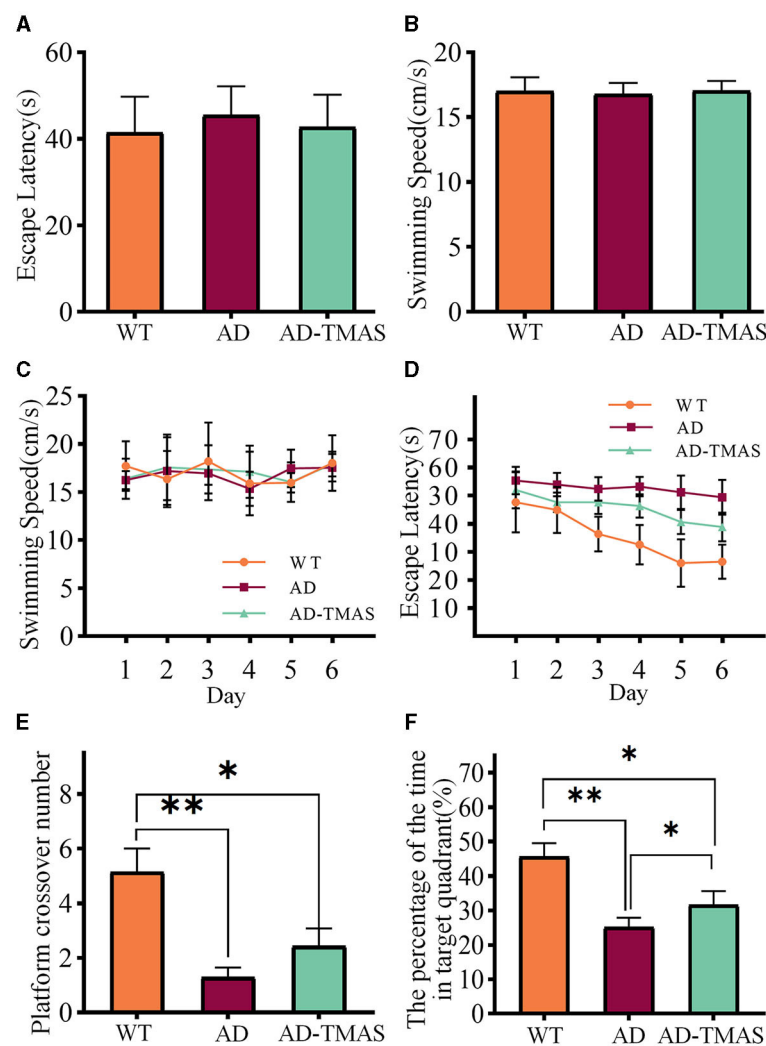 A
Escape Latency(s)
60
40
20
0
WT AD AD-TMAS
B
Swimming Speed(cm/s)
20
15
10
5
0
WT AD AD-TMAS
C
Swimming Speed(cm/s)
25
20
15
10
5
0
WT
AD
AD-TMAS
1 2 3 4 5 6
Day
D
Escape Latency(s)
WT
AD
AD-TMAS
70
60
30
40
10
20
10
1 2 3 4 5 6
Day
E
Platform crossover number
8
6
4
2
0
*
**
WT AD AD-TMAS
F
The percentage of the time
in target quadrant(%)
70
60
50
40
30
20
10
0
*
**
*
WT AD AD-TMAS